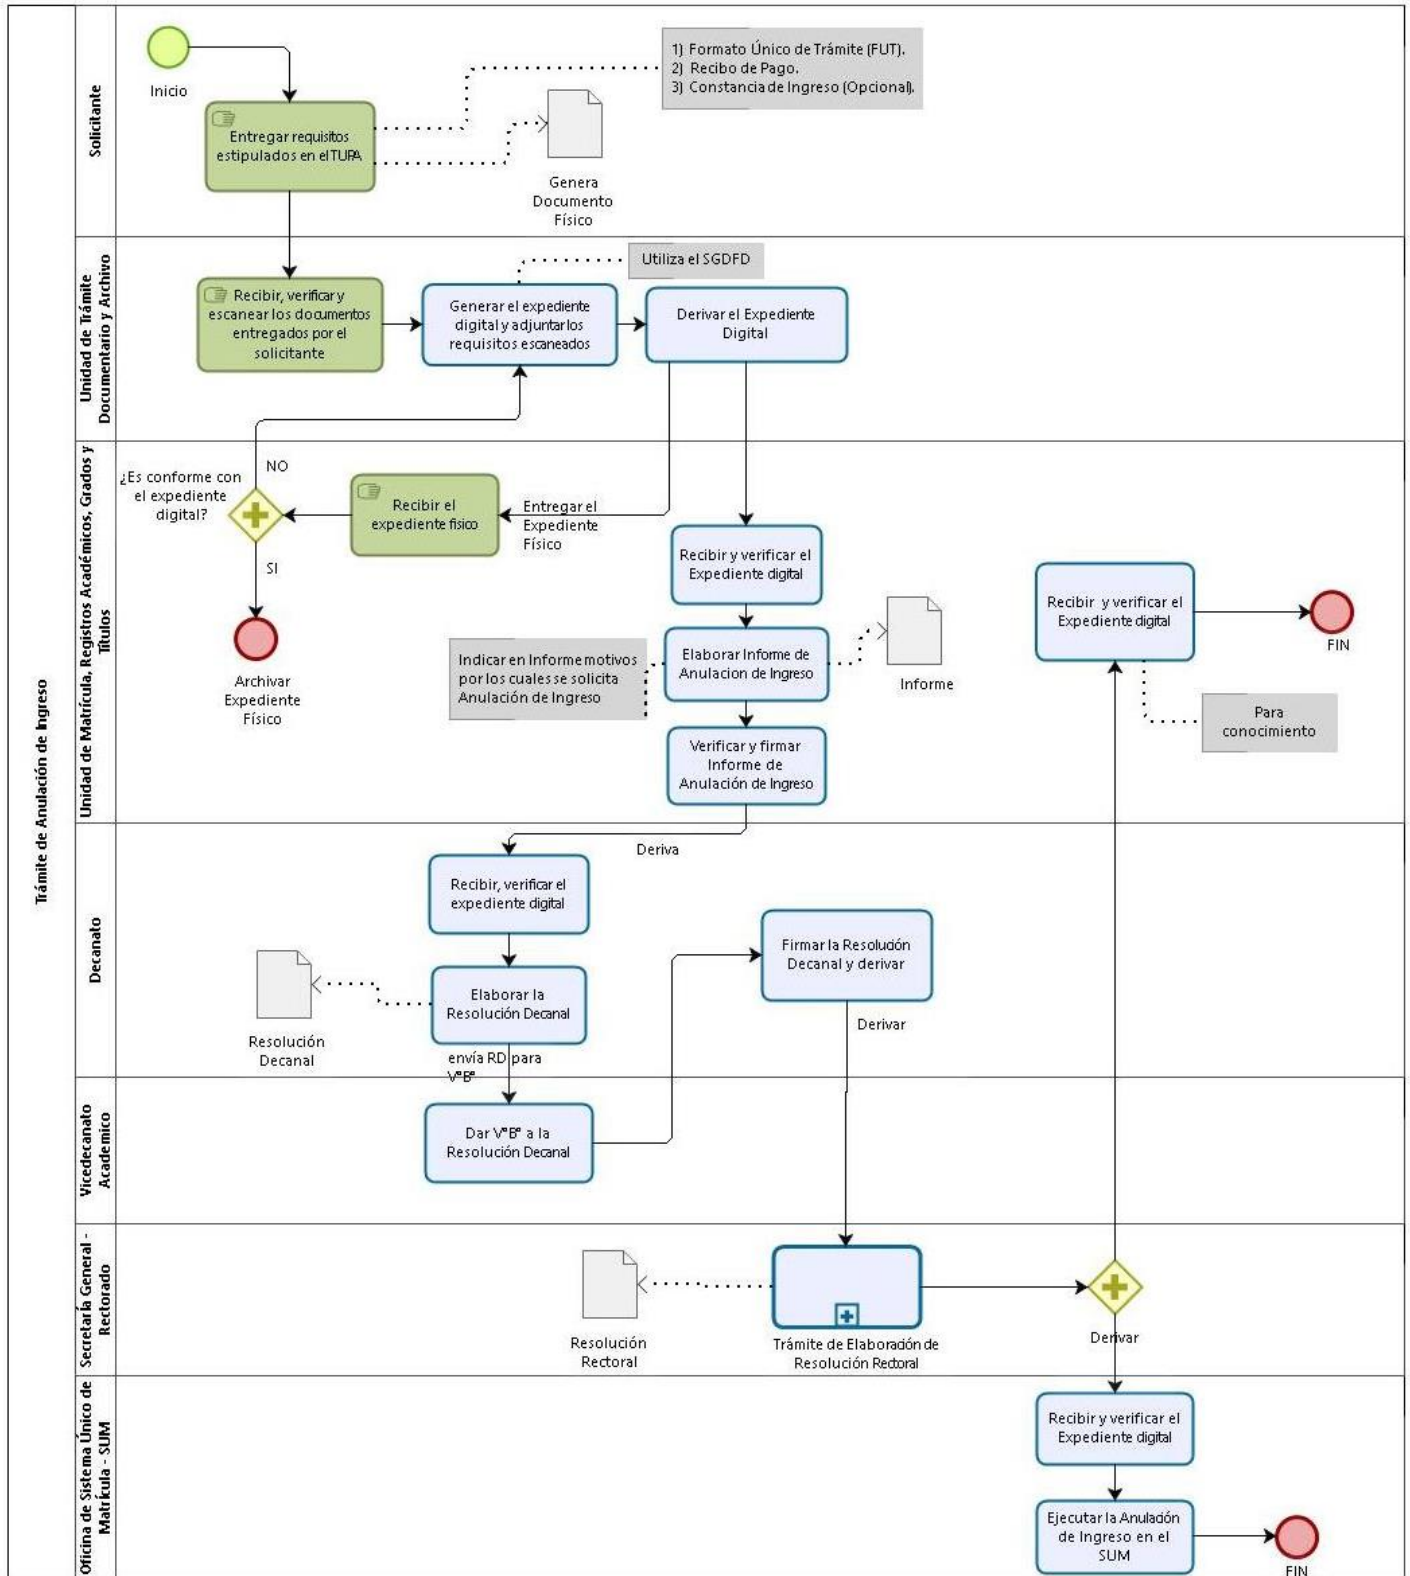 Trámite de Anulación de Ingreso
Solicitante
Inicio
Entregar requisitos
estipulados en el TUPA
1) Formato Único de Trámite (FUT).
2) Recibo de Pago.
3) Constancia de Ingreso (Opcional).
Genera
Documento
Físico
Unidad de Trámite
Documentario y Archivo
Recibir, verificar y
escanear los documentos
entregados por el
solicitante
Generar el expediente
digital y adjuntar los
requisitos escaneados
Utiliza el SGDFD
Derivar el Expediente
Digital
Unidad de Matrícula, Registros Académicos, Grados y
Títulos
¿Es conforme con
el expediente
digital?
NO
SI
Recibir el
expediente fisico
Entregar el
Expediente
Físico
Archivar
Expediente
Físico
Recibir y verificar el
Expediente digital
Elaborar Informe de
Anulacion de Ingreso
Indicar en Informe motivos
por los cuales se solicita
Anulación de Ingreso
Informe
Verificar y firmar
Informe de
Anulación de Ingreso
Recibir y verificar el
Expediente digital
FIN
Para
conocimiento
Decanato
Deriva
Recibir, verificar el
expediente digital
Elaborar la
Resolución Decanal
Resolución
Decanal
envía RD para
V°B°
Firmar la Resolución
Decanal y derivar
Derivar
Vicedecanato
Academico
Dar V°B° a la
Resolución Decanal
Secretaría General -
Rectorado
Resolución
Rectoral
Trámite de Elaboración de
Resolución Rectoral
Derivar
Oficina de Sistema Único de
Matrícula - SUM
Recibir y verificar el
Expediente digital
Ejecutar la Anulación
de Ingreso en el
SUM
FIN